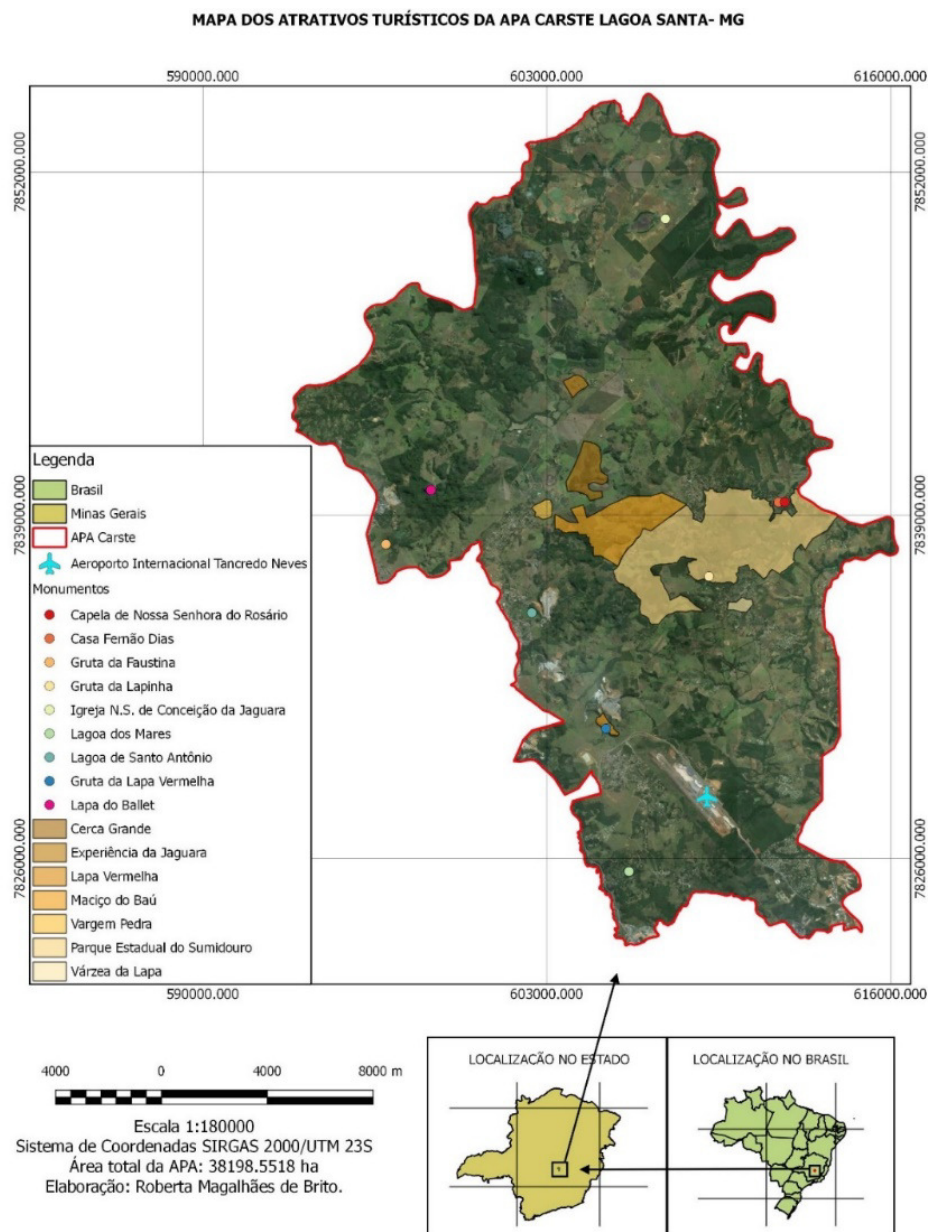 MAPA DOS ATRATIVOS TURÍSTICOS DA APA CARSTE LAGOA SANTA- MG
590000.000
603000.000
616000.000
7852000.000
7852000.000
7839000.000
7839000.000
7826000.000
7826000.000
Legenda
Brasil
Minas Gerais
APA Carste
Aeroporto Internacional Tancredo Neves
Monumentos
Capela de Nossa Senhora do Rosário
Casa Fernão Dias
Gruta da Faustina
Gruta da Lapinha
Igreja N.S. de Conceição da Jaguara
Lagoa dos Mares
Lagoa de Santo Antônio
Gruta da Lapa Vermelha
Lapa do Ballet
Cerca Grande
Experiência da Jaguara
Lapa Vermelha
Maciço do Baú
Vargem Pedra
Parque Estadual do Sumidouro
Várzea da Lapa
590000.000
603000.000
616000.000
4000
0
4000
8000 m
Escala 1:180000
Sistema de Coordenadas SIRGAS 2000/UTM 23S
Área total da APA: 38198.5518 ha
Elaboração: Roberta Magalhães de Brito.
LOCALIZAÇÃO NO ESTADO
LOCALIZAÇÃO NO BRASIL